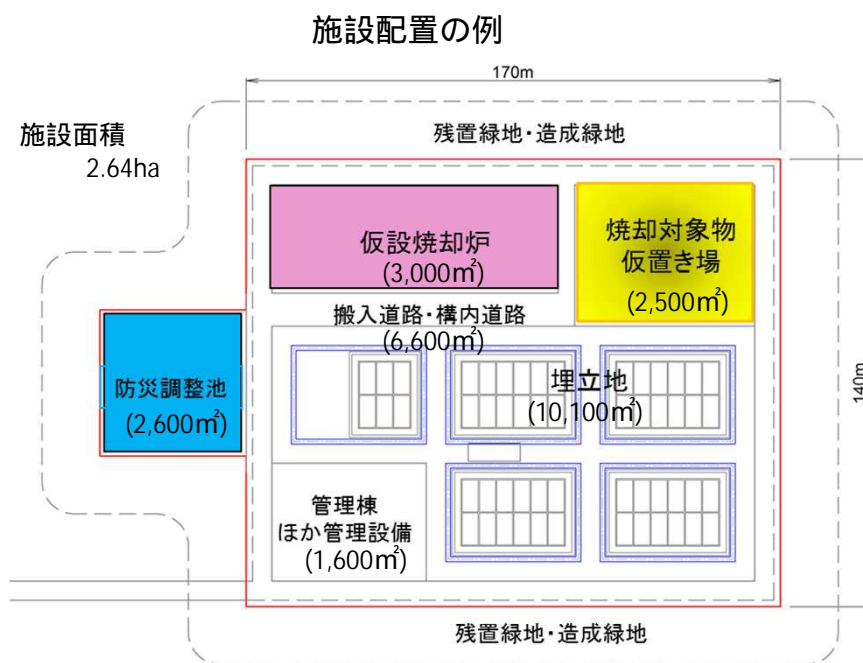 施設配置の例
170m
施設面積
2.64ha
残置緑地・造成緑地
仮設焼却炉
(3,000㎡)
焼却対象物
仮置き場
(2,500㎡)
搬入道路・構内道路
(6,600㎡)
防災調整池
(2,600㎡)
埋立地
(10,100㎡)
140m
管理棟
ほか管理設備
(1,600㎡)
残置緑地・造成緑地